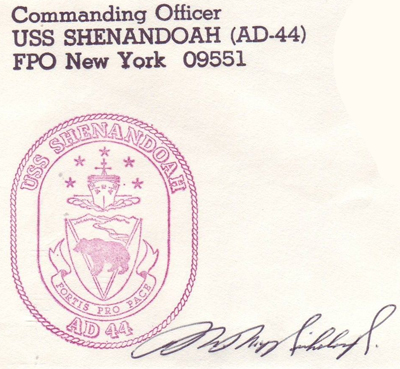 Commanding Officer
USS SHENANDOAH (AD-44)
FPO New York 09551
USS SHENANDOAH
FORTIS PRO PACE
AD 44